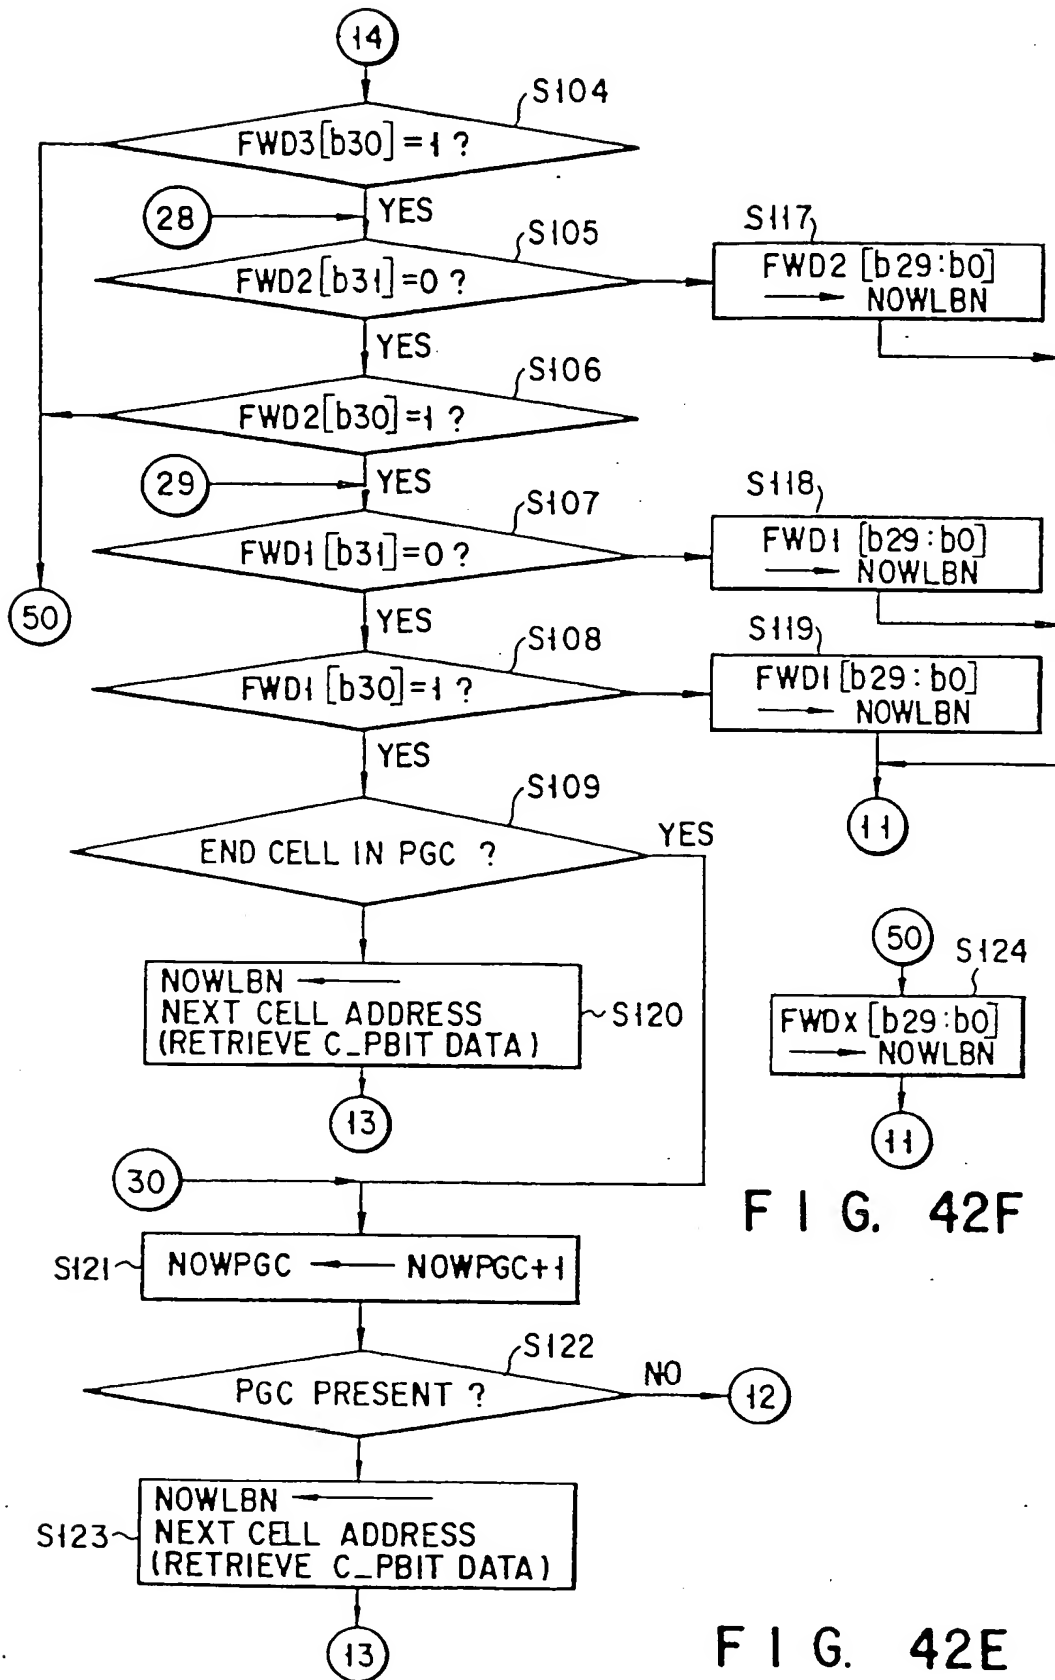 14
S104
FWD3[b30]=1 ?
YES
28
S105
FWD2[b31]=0 ?
S117
FWD2 [b29:b0]
→ NOWLBN
YES
S106
FWD2[b30]=1 ?
YES
29
S107
FWD1[b31]=0 ?
S118
FWD1 [b29:b0]
→ NOWLBN
50
YES
S108
FWD1[b30]=1 ?
S119
FWD1[b29:b0]
→ NOWLBN
YES
11
S109
END CELL IN PGC ?
YES
NOWLBN ←
NEXT CELL ADDRESS
(RETRIEVE C_PBIT DATA)
S120
13
50
S124
FWDX [b29:b0]
→ NOWLBN
11
FIG. 42F
30
S121
NOWPGC ← NOWPGC+1
S122
PGC PRESENT ?
NO
12
S123
NOWLBN ←
NEXT CELL ADDRESS
(RETRIEVE C_PBIT DATA)
13
FIG. 42E